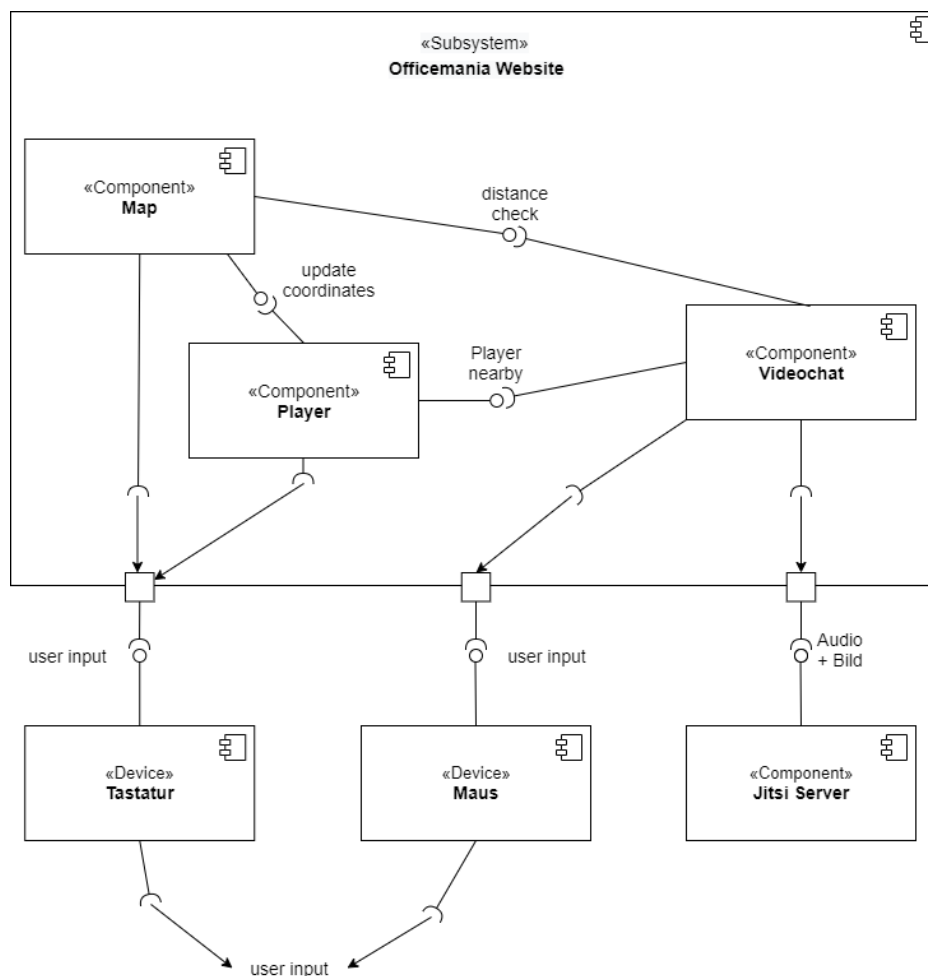 «Subsystem»
Officemania Website
«Component»
Map
distance
check
update
coordinates
«Component»
Player
Player
nearby
«Component»
Videochat
user input
user input
Audio
+ Bild
«Device»
Tastatur
«Device»
Maus
«Component»
Jitsi Server
user input